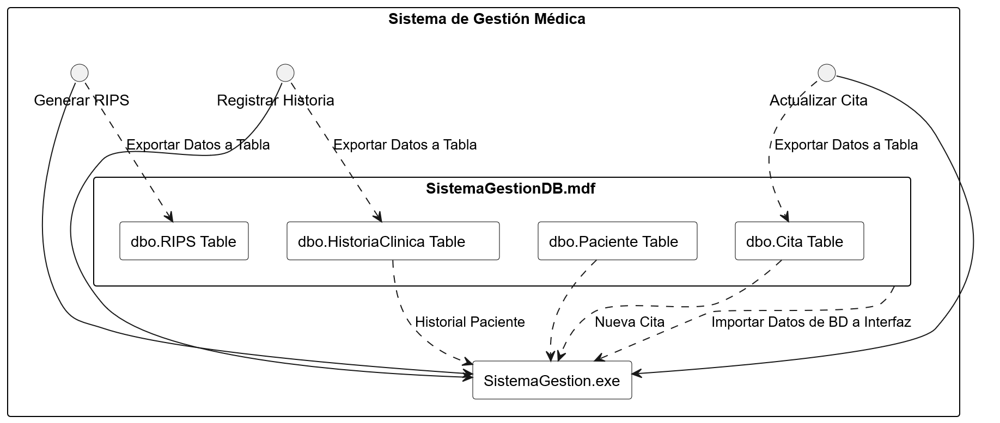 Sistema de Gestión Médica
Generar RIPS
Registrar Historia
Actualizar Cita
Exportar Datos a Tabla
Exportar Datos a Tabla
Exportar Datos a Tabla
SistemaGestionDB.mdf
dbo.RIPS Table
dbo.HistoriaClinica Table
dbo.Paciente Table
dbo.Cita Table
Historial Paciente
Nueva Cita
Importar Datos de BD a Interfaz
SistemaGestion.exe